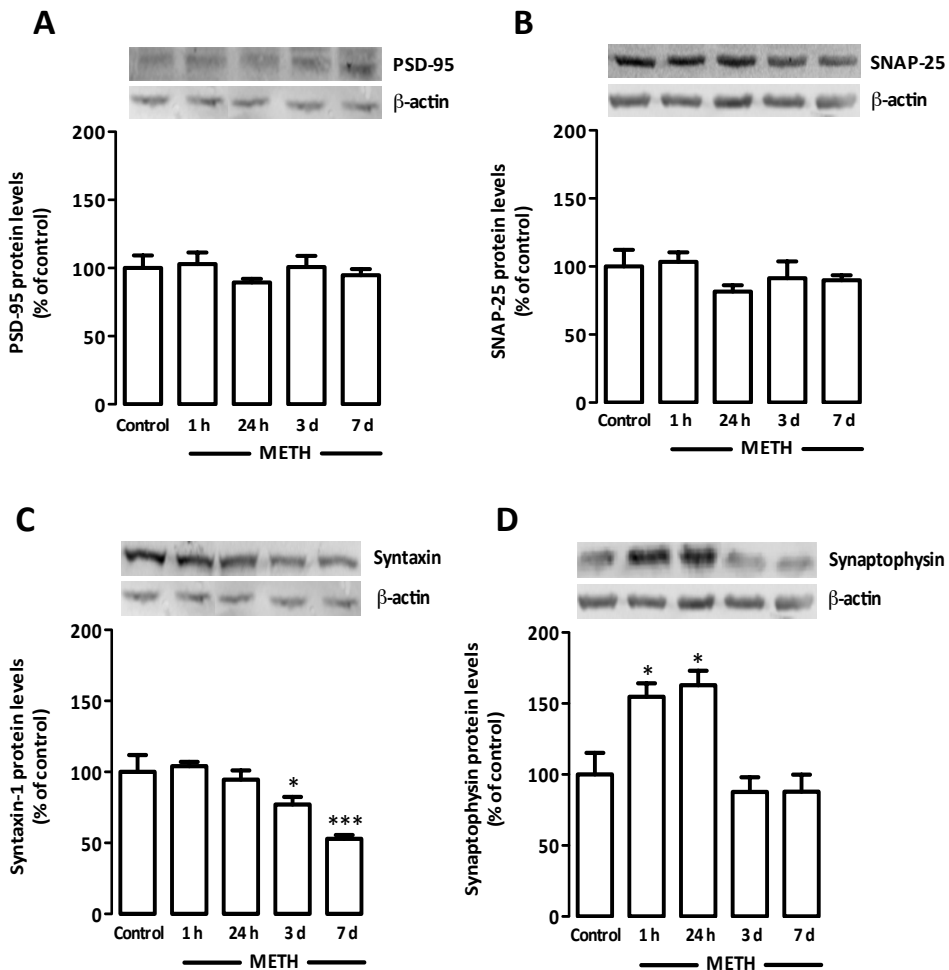 A
PSD-95
β-actin
PSD-95 protein levels
(% of control)
200
150
100
50
0
Control 1 h 24 h 3 d 7 d
METH
B
SNAP-25
β-actin
SNAP-25 protein levels
(% of control)
200
150
100
50
0
Control 1 h 24 h 3 d 7 d
METH
C
Syntaxin
β-actin
Syntaxin-1 protein levels
(% of control)
200
150
100
50
0
*
***
Control 1 h 24 h 3 d 7 d
METH
D
Synaptophysin
β-actin
Synaptophysin protein levels
(% of control)
200
150
100
50
0
* *
Control 1 h 24 h 3 d 7 d
METH